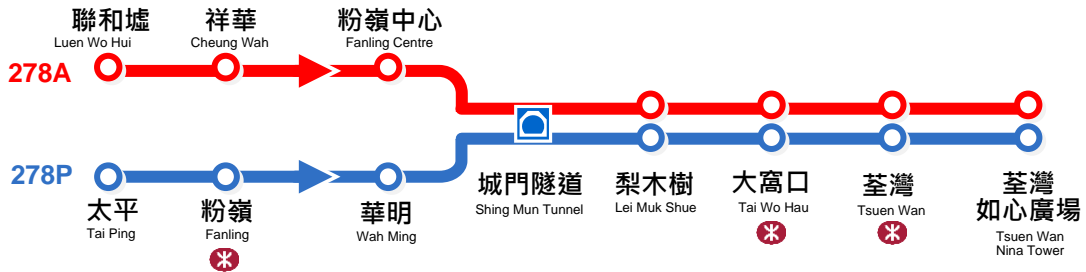 聯和墟
Luen Wo Hui
祥華
Cheung Wah
粉嶺中心
Fanling Centre
278A
278P
太平
Tai Ping
粉嶺
Fanling
華明
Wah Ming
城門隧道
Shing Mun Tunnel
梨木樹
Lei Muk Shue
大窩口
Tai Wo Hau
荃灣
Tsuen Wan
荃灣
如心廣場
Tsuen Wan
Nina Tower